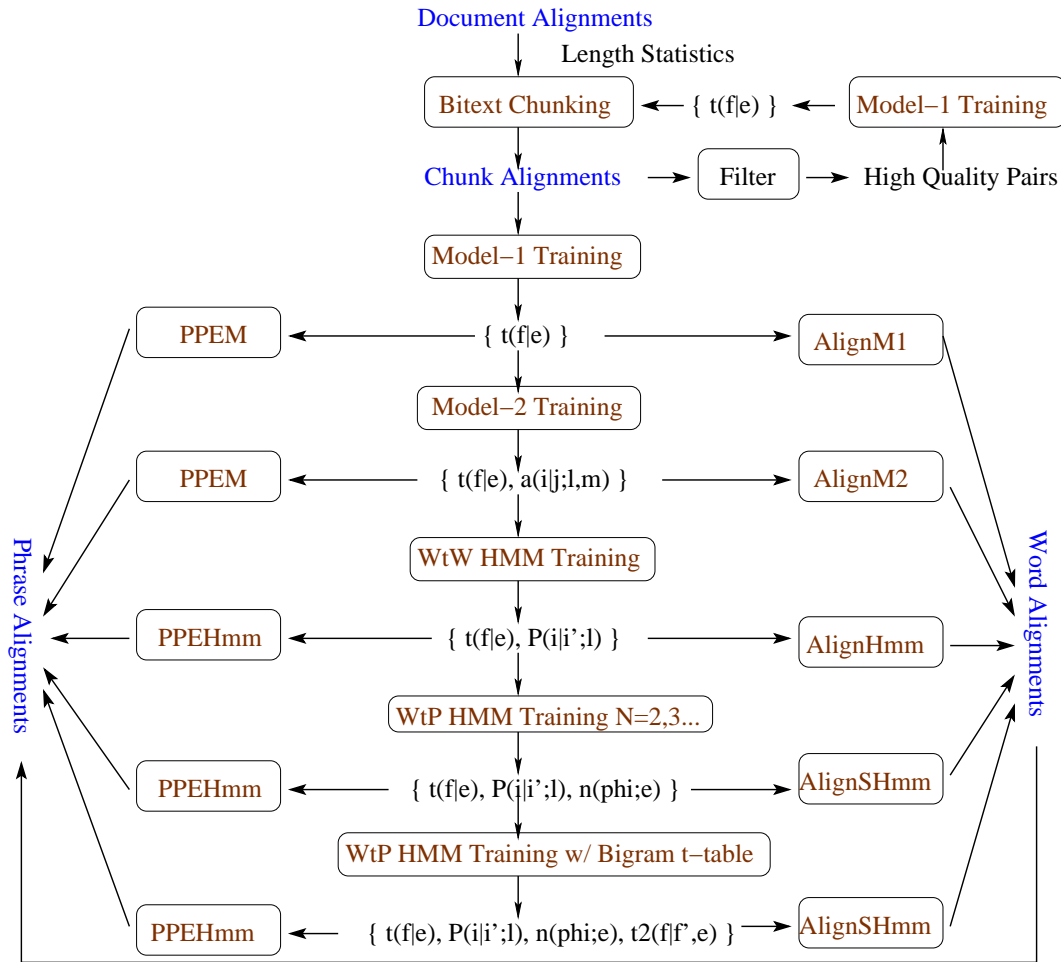 Document Alignments
Length Statistics
Bitext Chunking
{ t(f|e) }
Model−1 Training
Chunk Alignments
Filter
High Quality Pairs
Model−1 Training
PPEM
{ t(f|e) }
AlignM1
Model−2 Training
PPEM
{ t(f|e), a(i|j;l,m) }
AlignM2
WtW HMM Training
Phrase Alignments
Word Alignments
PPEHmm
{ t(f|e), P(i|i’;l) }
AlignHmm
WtP HMM Training N=2,3...
PPEHmm
{ t(f|e), P(i|i’;l), n(phi;e) }
AlignSHmm
WtP HMM Training w/ Bigram t−table
PPEHmm
{ t(f|e), P(i|i’;l), n(phi;e), t2(f|f’,e) }
AlignSHmm